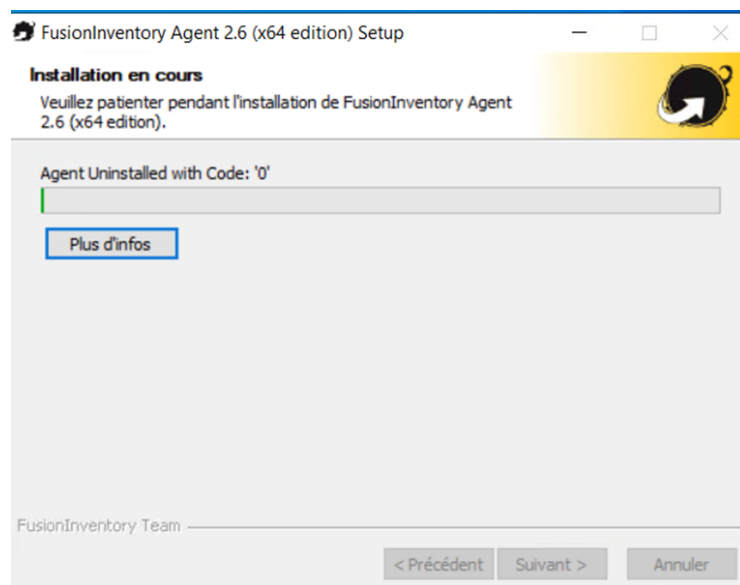 FusionInventory Agent 2.6 (x64 edition) Setup
Installation en cours
Veuillez patienter pendant l'installation de FusionInventory Agent
2.6 (x64 edition).
Agent Uninstalled with Code: '0'
Plus d'infos
FusionInventory Team
< Précédent
Suivant >
Annuler